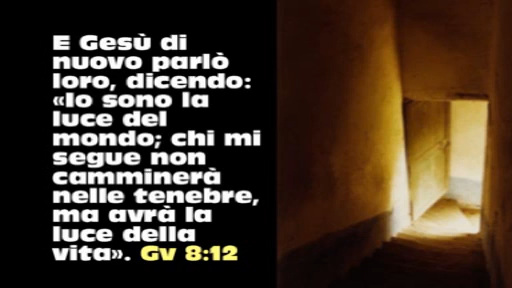 E Gesù di
nuovo parlò
loro, dicendo:
«Io sono la
luce del
mondo; chi mi
segue non
camminerà
nelle tenebre,
ma avrà la
luce della
vita». Gv 8:12